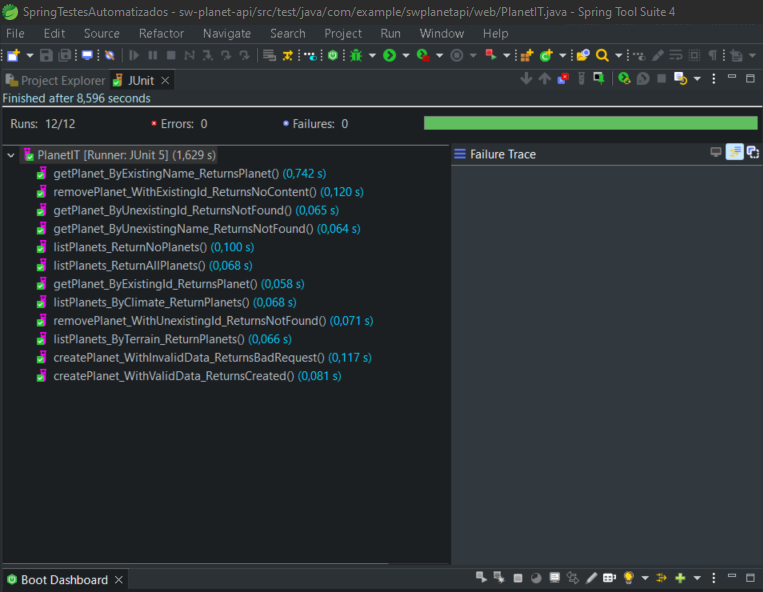 SpringTestesAutomatizados - sw-planet-api/src/test/java/com/example/swplanetapi/web/PlanetIT.java - Spring Tool Suite 4
File Edit Source Refactor Navigate Search Project Run Window Help
Project Explorer JUnit
Finished after 8,596 seconds
Runs: 12/12 Errors: 0 Failures: 0
PlanetIT [Runner: JUnit 5] (1,629 s)
Failure Trace
getPlanet_ByExistingName_ReturnsPlanet() (0,742 s)
removePlanet_WithExistingId_ReturnsNoContent() (0,120 s)
getPlanet_ByUnexistingId_ReturnsNotFound() (0,065 s)
getPlanet_ByUnexistingName_ReturnsNotFound() (0,064 s)
listPlanets_ReturnNoPlanets() (0,100 s)
listPlanets_ReturnAllPlanets() (0,068 s)
getPlanet_ByExistingId_ReturnsPlanet() (0,058 s)
listPlanets_ByClimate_ReturnPlanets() (0,068 s)
removePlanet_WithUnexistingId_ReturnsNotFound() (0,071 s)
listPlanets_ByTerrain_ReturnPlanets() (0,066 s)
createPlanet_WithInvalidData_ReturnsBadRequest() (0,117 s)
createPlanet_WithValidData_ReturnsCreated() (0,081 s)
Boot Dashboard